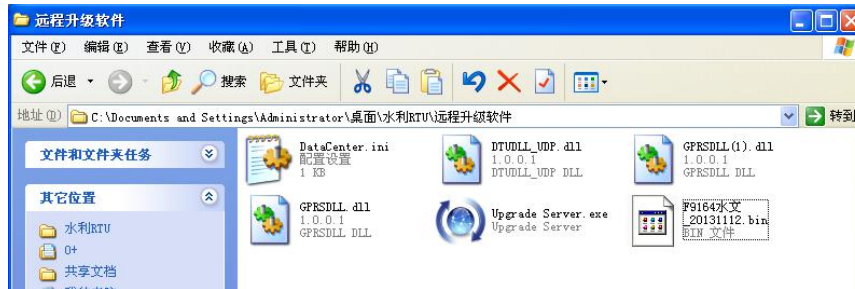 远程升级软件
文件(F) 编辑(E) 查看(V) 收藏(A) 工具(T) 帮助(H)
后退 搜索 文件夹
地址(D) C:\Documents and Settings\Administrator\桌面\水利RTU\远程升级软件 转到
文件和文件夹任务
其它位置
水利RTU
0+
共享文档
DataCenter.ini
配置设置
1 KB
DTUDLL_UDP.dll
1.0.0.1
DTUDLL_UDP DLL
GPRSDLL(1).dll
1.0.0.1
GPRSDLL DLL
GPRSDLL.dll
1.0.0.1
GPRSDLL DLL
Upgrade Server.exe
Upgrade Server
F9164水文
_20131112.bin
BIN 文件